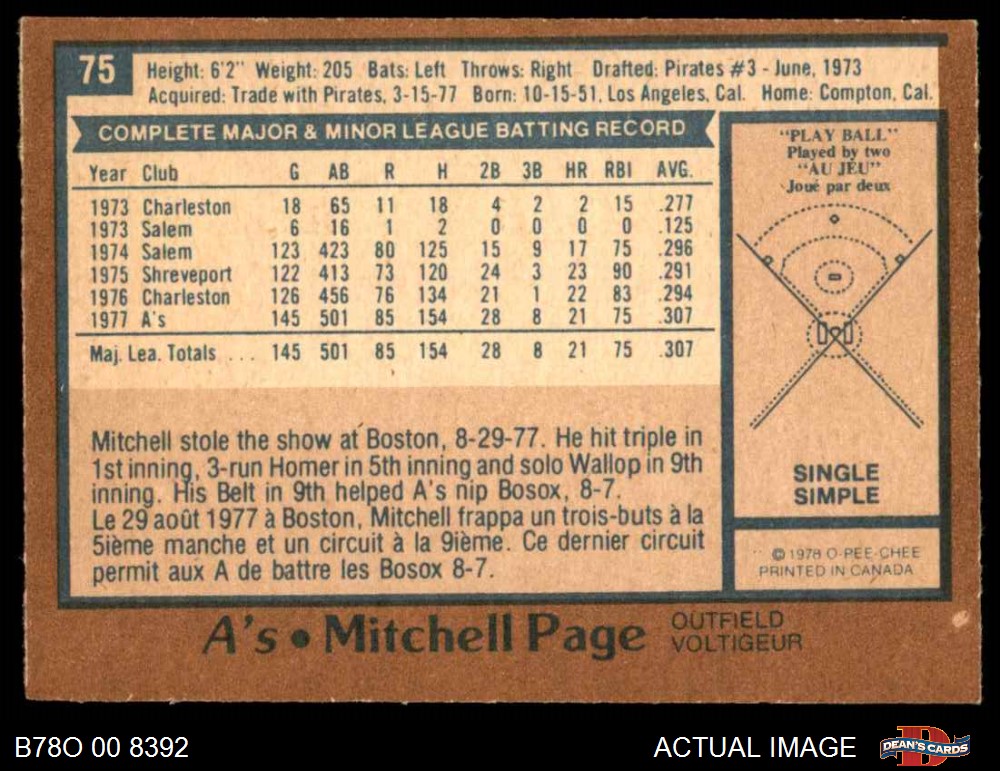 75
Height: 6'2" Weight: 205 Bats: Left Throws: Right Drafted: Pirates #3 - June, 1973
Acquired: Trade with Pirates, 3-15-77 Born: 10-15-51, Los Angeles, Cal. Home: Compton, Cal.
COMPLETE MAJOR & MINOR LEAGUE BATTING RECORD
Year Club G AB R H 2B 3B HR RBI AVG.
1973 Charleston 18 65 11 18 4 2 2 15 .277
1973 Salem 6 16 1 2 0 0 0 0 .125
1974 Salem 123 423 80 125 15 9 17 75 .296
1975 Shreveport 122 413 73 120 24 3 23 90 .291
1976 Charleston 126 456 76 134 21 1 22 83 .294
1977 A's 145 501 85 154 28 8 21 75 .307
Maj. Lea. Totals ... 145 501 85 154 28 8 21 75 .307
Mitchell stole the show at Boston, 8-29-77. He hit triple in
1st inning, 3-run Homer in 5th inning and solo Wallop in 9th
inning. His Belt in 9th helped A's nip Bosox, 8-7.
Le 29 août 1977 à Boston, Mitchell frappa un trois-buts à la
5ième manche et un circuit à la 9ième. Ce dernier circuit
permit aux A de battre les Bosox 8-7.
"PLAY BALL"
Played by two
"AU JEU"
Joué par deux
SINGLE
SIMPLE
© 1978 O-PEE-CHEE
PRINTED IN CANADA
A's • Mitchell Page
OUTFIELD
VOLTIGEUR
B78O 00 8392
ACTUAL IMAGE
D
DEAN'S CARDS